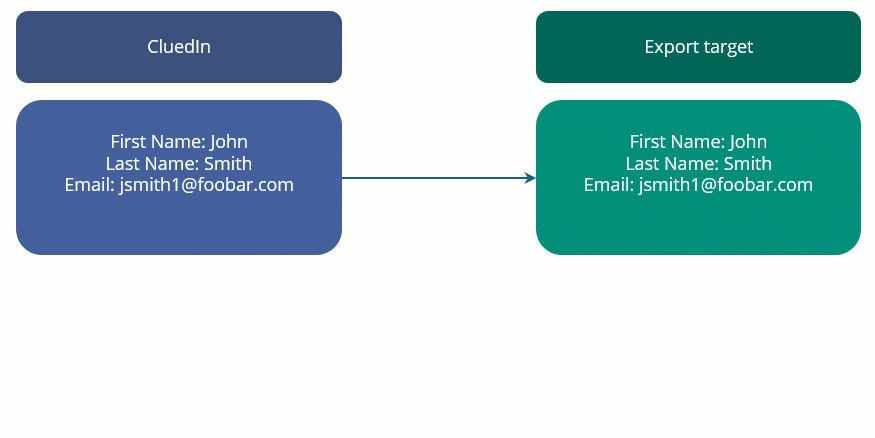 CluedIn
Export target
First Name: John
Last Name: Smith
Email: jsmith1@foobar.com
First Name: John
Last Name: Smith
Email: jsmith1@foobar.com